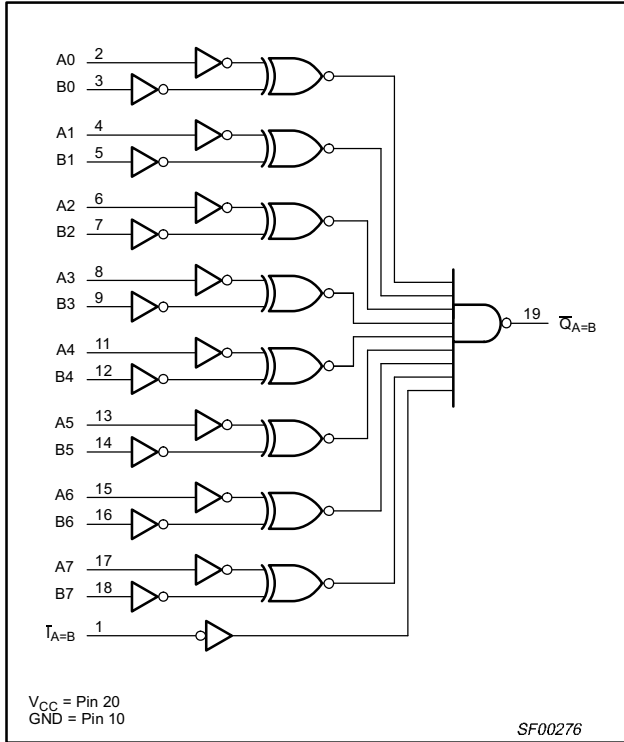 A0 2
B0 3
A1 4
B1 5
A2 6
B2 7
A3 8
B3 9
A4 11
B4 12
A5 13
B5 14
A6 15
B6 16
A7 17
B7 18
I̅A=B 1
19 Q̅A=B
VCC = Pin 20
GND = Pin 10
SF00276